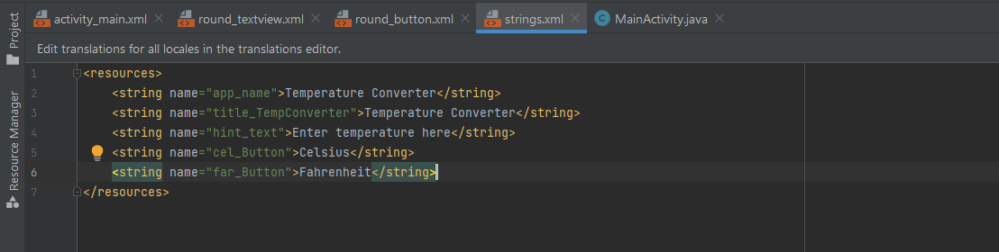 activity_main.xml round_textview.xml round_button.xml strings.xml MainActivity.java
Project
Resource Manager
Edit translations for all locales in the translations editor.
1 <resources>
2 <string name="app_name">Temperature Converter</string>
3 <string name="title_TempConverter">Temperature Converter</string>
4 <string name="hint_text">Enter temperature here</string>
5 <string name="cel_Button">Celsius</string>
6 <string name="far_Button">Fahrenheit</string>
7 </resources>